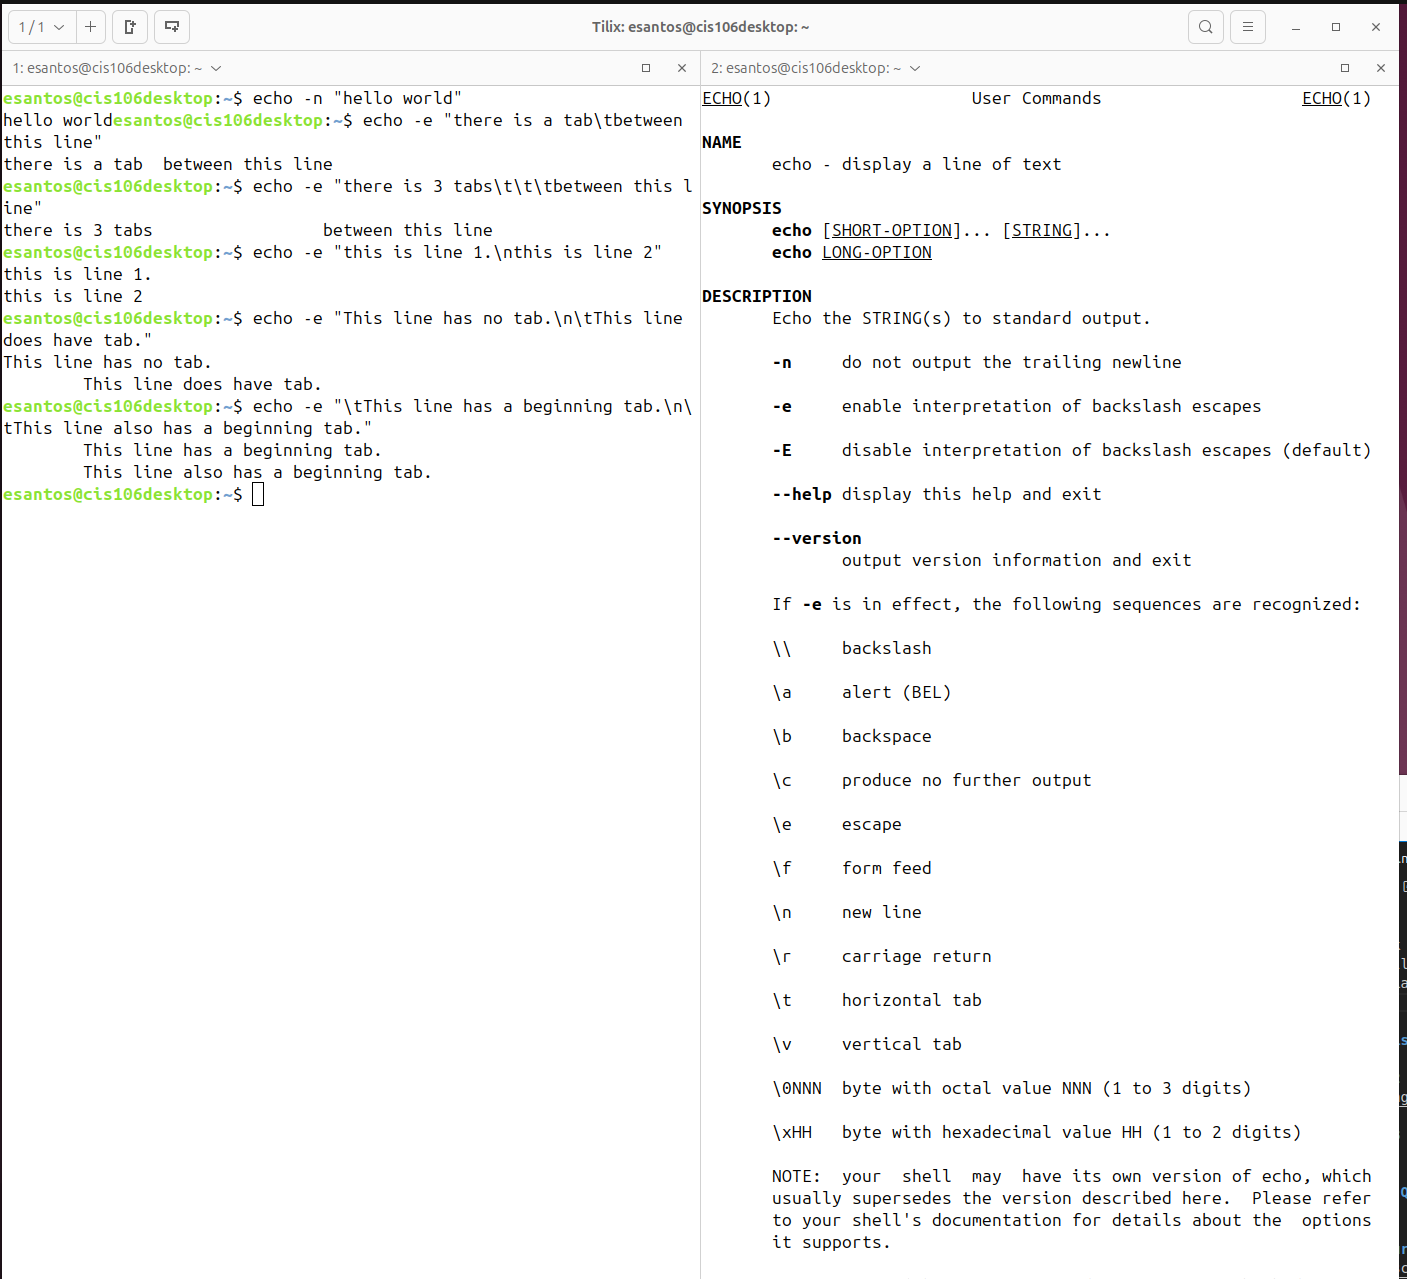 1 / 1
Tilix: esantos@cis106desktop: ~
1: esantos@cis106desktop: ~
esantos@cis106desktop:~$ echo -n "hello world"
hello worldesantos@cis106desktop:~$ echo -e "there is a tab\tbetween
this line"
there is a tab  between this line
esantos@cis106desktop:~$ echo -e "there is 3 tabs\t\t\tbetween this l
ine"
there is 3 tabs                 between this line
esantos@cis106desktop:~$ echo -e "this is line 1.\nthis is line 2"
this is line 1.
this is line 2
esantos@cis106desktop:~$ echo -e "This line has no tab.\n\tThis line
does have tab."
This line has no tab.
        This line does have tab.
esantos@cis106desktop:~$ echo -e "\tThis line has a beginning tab.\n\
tThis line also has a beginning tab."
        This line has a beginning tab.
        This line also has a beginning tab.
esantos@cis106desktop:~$
2: esantos@cis106desktop: ~
ECHO(1)                    User Commands                    ECHO(1)
NAME
       echo - display a line of text
SYNOPSIS
       echo [SHORT-OPTION]... [STRING]...
       echo LONG-OPTION
DESCRIPTION
       Echo the STRING(s) to standard output.
       -n     do not output the trailing newline
       -e     enable interpretation of backslash escapes
       -E     disable interpretation of backslash escapes (default)
       --help display this help and exit
       --version
              output version information and exit
       If -e is in effect, the following sequences are recognized:
       \\     backslash
       \a     alert (BEL)
       \b     backspace
       \c     produce no further output
       \e     escape
       \f     form feed
       \n     new line
       \r     carriage return
       \t     horizontal tab
       \v     vertical tab
       \0NNN  byte with octal value NNN (1 to 3 digits)
       \xHH   byte with hexadecimal value HH (1 to 2 digits)
       NOTE:  your  shell  may  have its own version of echo, which
       usually supersedes the version described here.  Please refer
       to your shell's documentation for details about the  options
       it supports.